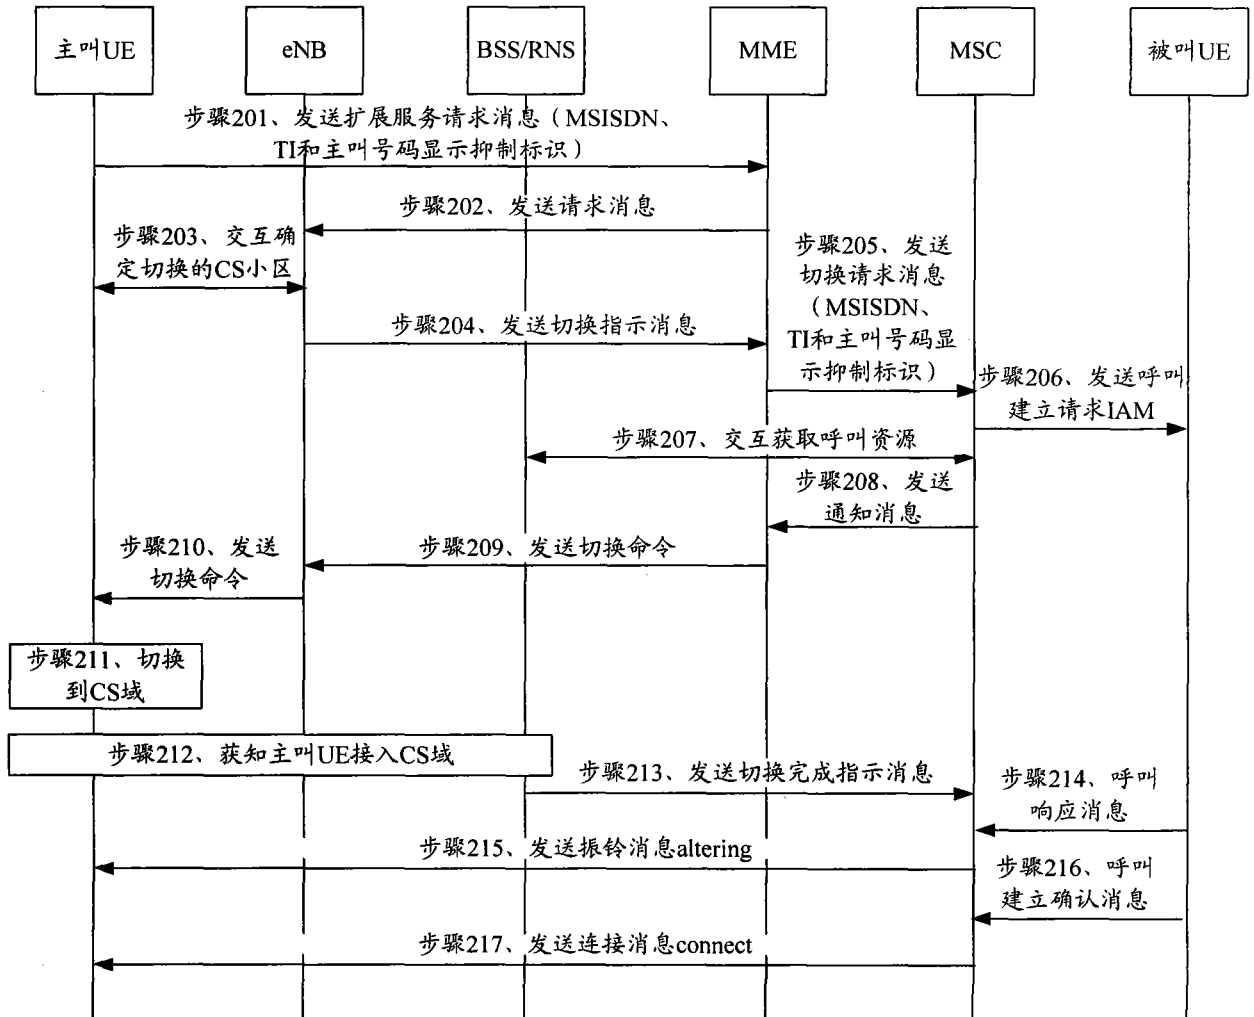 主叫UE
eNB
BSS/RNS
MME
MSC
被叫UE
步骤201、发送扩展服务请求消息（MSISDN、
TI和主叫号码显示抑制标识）
步骤202、发送请求消息
步骤203、交互确
定切换的CS小区
步骤204、发送切换指示消息
步骤205、发送
切换请求消息
（MSISDN、
TI和主叫号码显
示抑制标识）
步骤206、发送呼叫
建立请求IAM
步骤207、交互获取呼叫资源
步骤208、发送
通知消息
步骤209、发送切换命令
步骤210、发送
切换命令
步骤211、切换
到CS域
步骤212、获知主叫UE接入CS域
步骤213、发送切换完成指示消息
步骤214、呼叫
响应消息
步骤215、发送振铃消息altering
步骤216、呼叫
建立确认消息
步骤217、发送连接消息connect